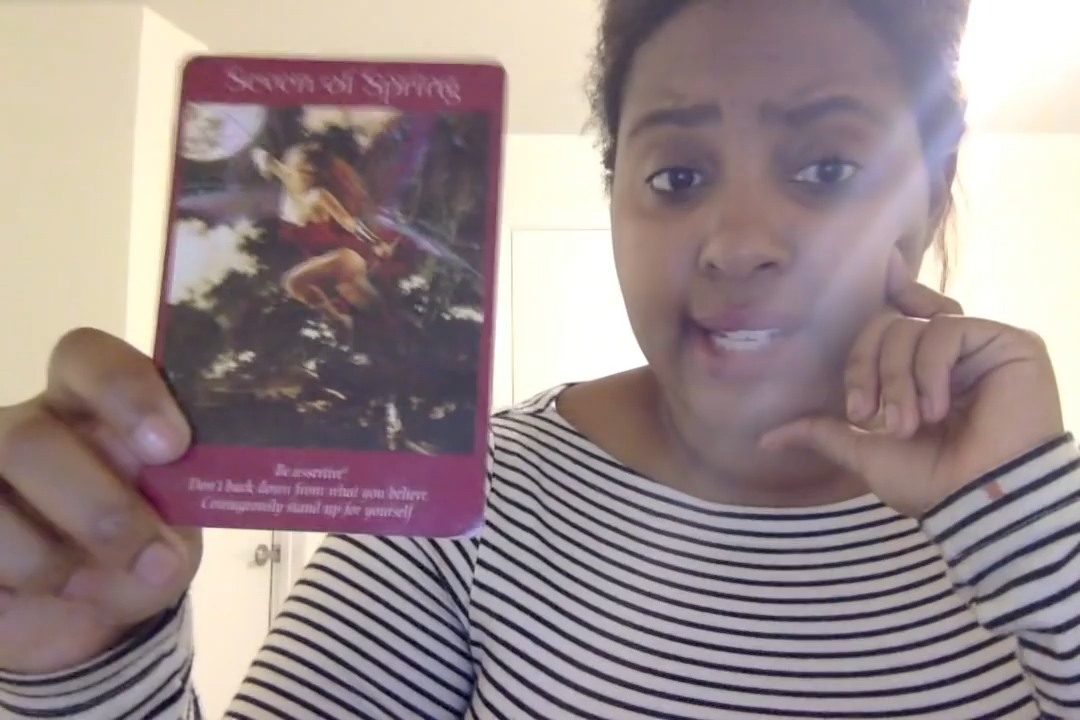 Seven of Spring
Be assertive
Don't back down from what you believe.
Courageously stand up for yourself